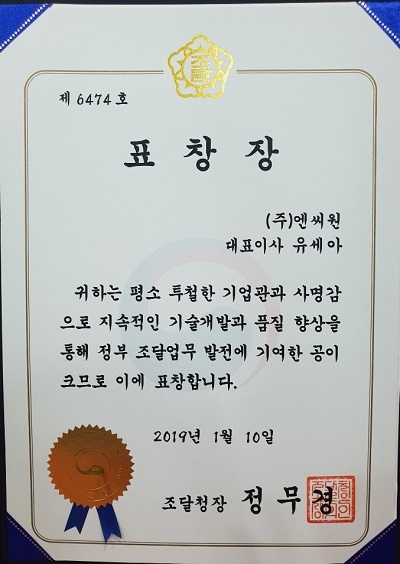 조달
제 6474 호
표 창 장
(주)엔씨원
대표이사 유세아
귀하는 평소 투철한 기업관과 사명감
으로 지속적인 기술개발과 품질 향상을
통해 정부 조달업무 발전에 기여한 공이
크므로 이에 표창합니다.
2019년 1월 10일
조달청장 정 무 경